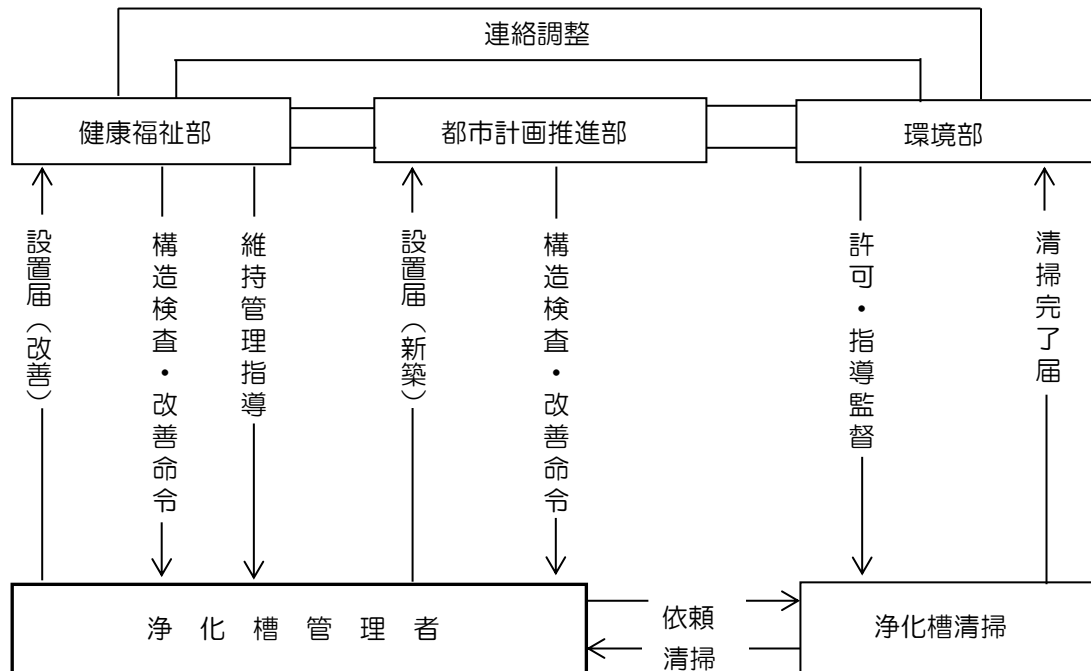 連絡調整
健康福祉部
都市計画推進部
環境部
設置届（改善）
構造検査・改善命令
維持管理指導
設置届（新築）
構造検査・改善命令
許可・指導監督
清掃完了届
浄化槽管理者
依頼
清掃
浄化槽清掃